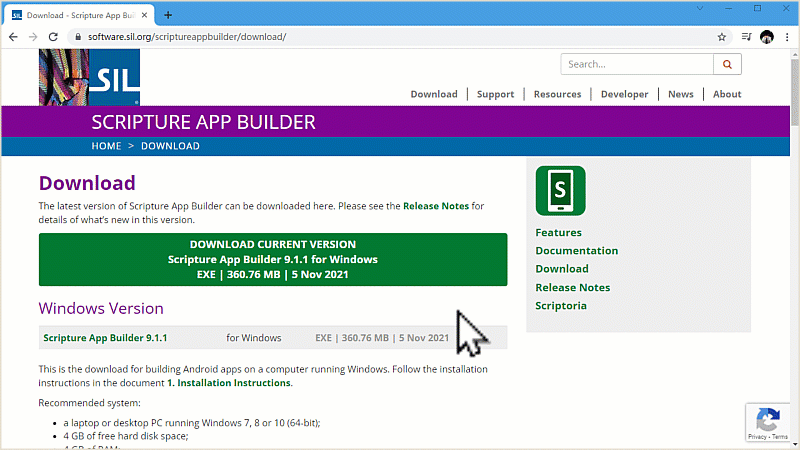 Download – Scripture App Buil
software.sil.org/scriptureappbuilder/download/
SIL
Search...
Download
Support
Resources
Developer
News
About
SCRIPTURE APP BUILDER
HOME > DOWNLOAD
Download
The latest version of Scripture App Builder can be downloaded here. Please see the Release Notes for
details of what's new in this version.
DOWNLOAD CURRENT VERSION
Scripture App Builder 9.1.1 for Windows
EXE | 360.76 MB | 5 Nov 2021
Windows Version
Scripture App Builder 9.1.1 for Windows EXE | 360.76 MB | 5 Nov 2021
This is the download for building Android apps on a computer running Windows. Follow the installation
instructions in the document 1. Installation Instructions.
Recommended system:
a laptop or desktop PC running Windows 7, 8 or 10 (64-bit);
4 GB of free hard disk space;
4 GB of RAM;
S
Features
Documentation
Download
Release Notes
Scriptoria
Privacy - Terms